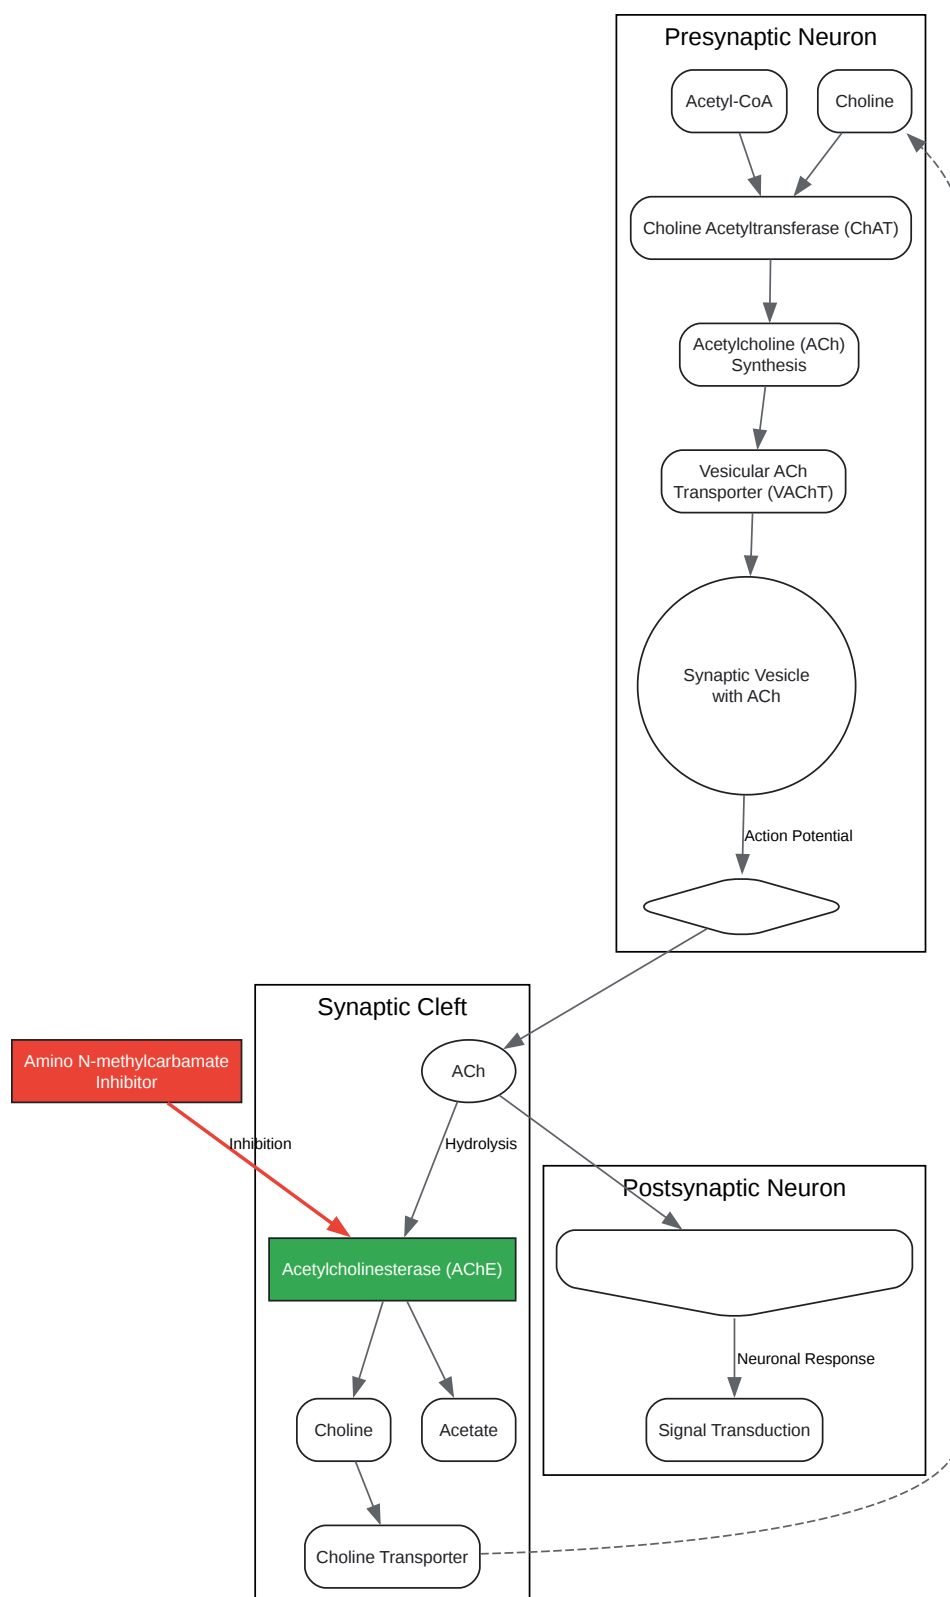 Presynaptic Neuron
Acetyl-CoA
Choline
Choline Acetyltransferase (ChAT)
Acetylcholine (ACh)
Synthesis
Vesicular ACh
Transporter (VAChT)
Synaptic Vesicle
with ACh
Action Potential
Synaptic Cleft
Amino N-methylcarbamate
Inhibitor
ACh
Inhibition
Hydrolysis
Postsynaptic Neuron
Acetylcholinesterase (AChE)
Neuronal Response
Choline
Acetate
Signal Transduction
Choline Transporter